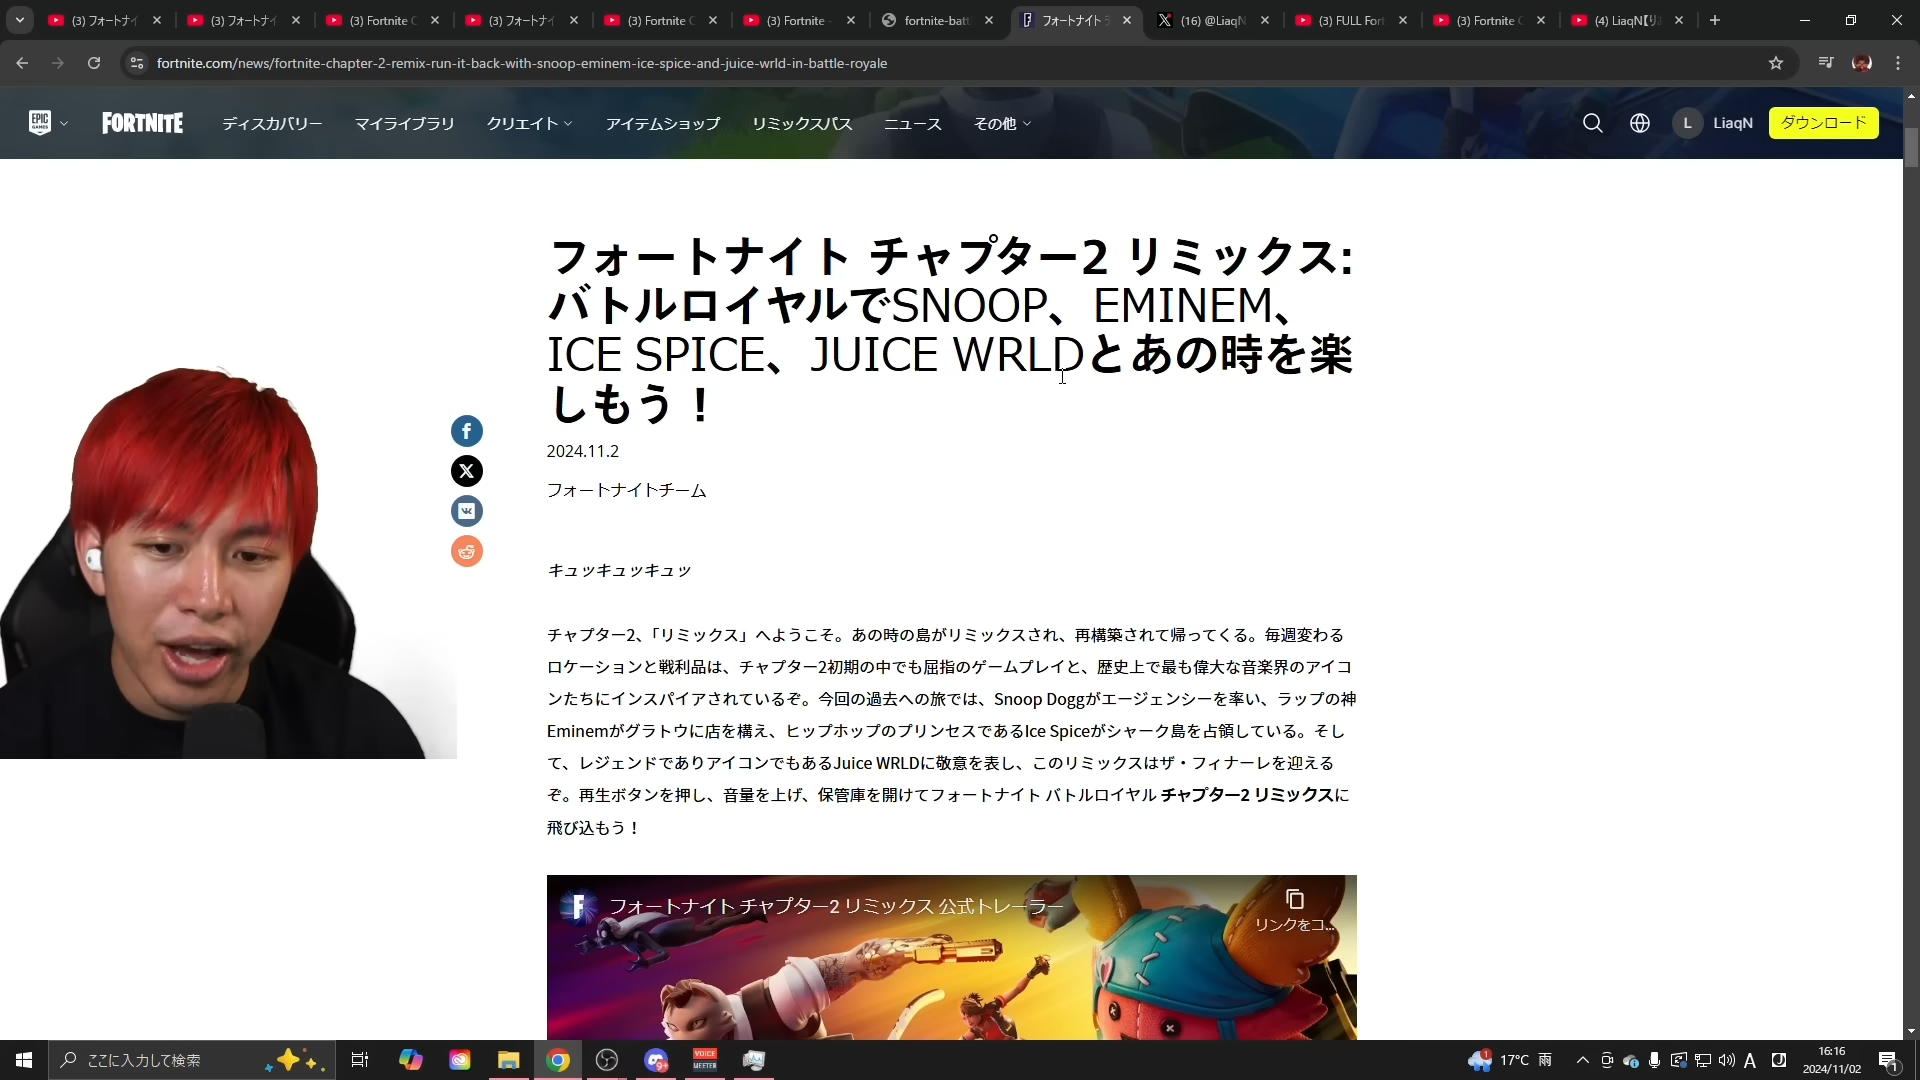 (3) フォートナイ
(3) フォートナイ
(3) Fortnite C
(3) フォートナイ
(3) Fortnite C
(3) Fortnite -
fortnite-batt
フォートナイト
(16) @LiaqN
(3) FULL Fort
(3) Fortnite C
(4) LiaqN【りぁ
fortnite.com/news/fortnite-chapter-2-remix-run-it-back-with-snoop-eminem-ice-spice-and-juice-wrld-in-battle-royale
EPIC GAMES
FORTNITE
ディスカバリー
マイライブラリ
クリエイト
アイテムショップ
リミックスパス
ニュース
その他
L
LiaqN
ダウンロード
フォートナイト チャプター2 リミックス:
バトルロイヤルでSNOOP、EMINEM、
ICE SPICE、JUICE WRLDとあの時を楽
しもう！
2024.11.2
フォートナイトチーム
キュッキュッキュッ
チャプター2、「リミックス」へようこそ。あの時の島がリミックスされ、再構築されて帰ってくる。毎週変わる
ロケーションと戦利品は、チャプター2初期の中でも屈指のゲームプレイと、歴史上で最も偉大な音楽界のアイコ
ンたちにインスパイアされているぞ。今回の過去への旅では、Snoop Doggがエージェンシーを率い、ラップの神
Eminemがグラトウに店を構え、ヒップホップのプリンセスであるIce Spiceがシャーク島を占領している。そし
て、レジェンドでありアイコンでもあるJuice WRLDに敬意を表し、このリミックスはザ・フィナーレを迎える
ぞ。再生ボタンを押し、音量を上げ、保管庫を開けてフォートナイト バトルロイヤル チャプター2 リミックスに
飛び込もう！
フォートナイト チャプター2 リミックス 公式トレーラー
リンクをコ...
ここに入力して検索
9+
VOICE
MEETER
1
17°C 雨
A
16:16
2024/11/02
1